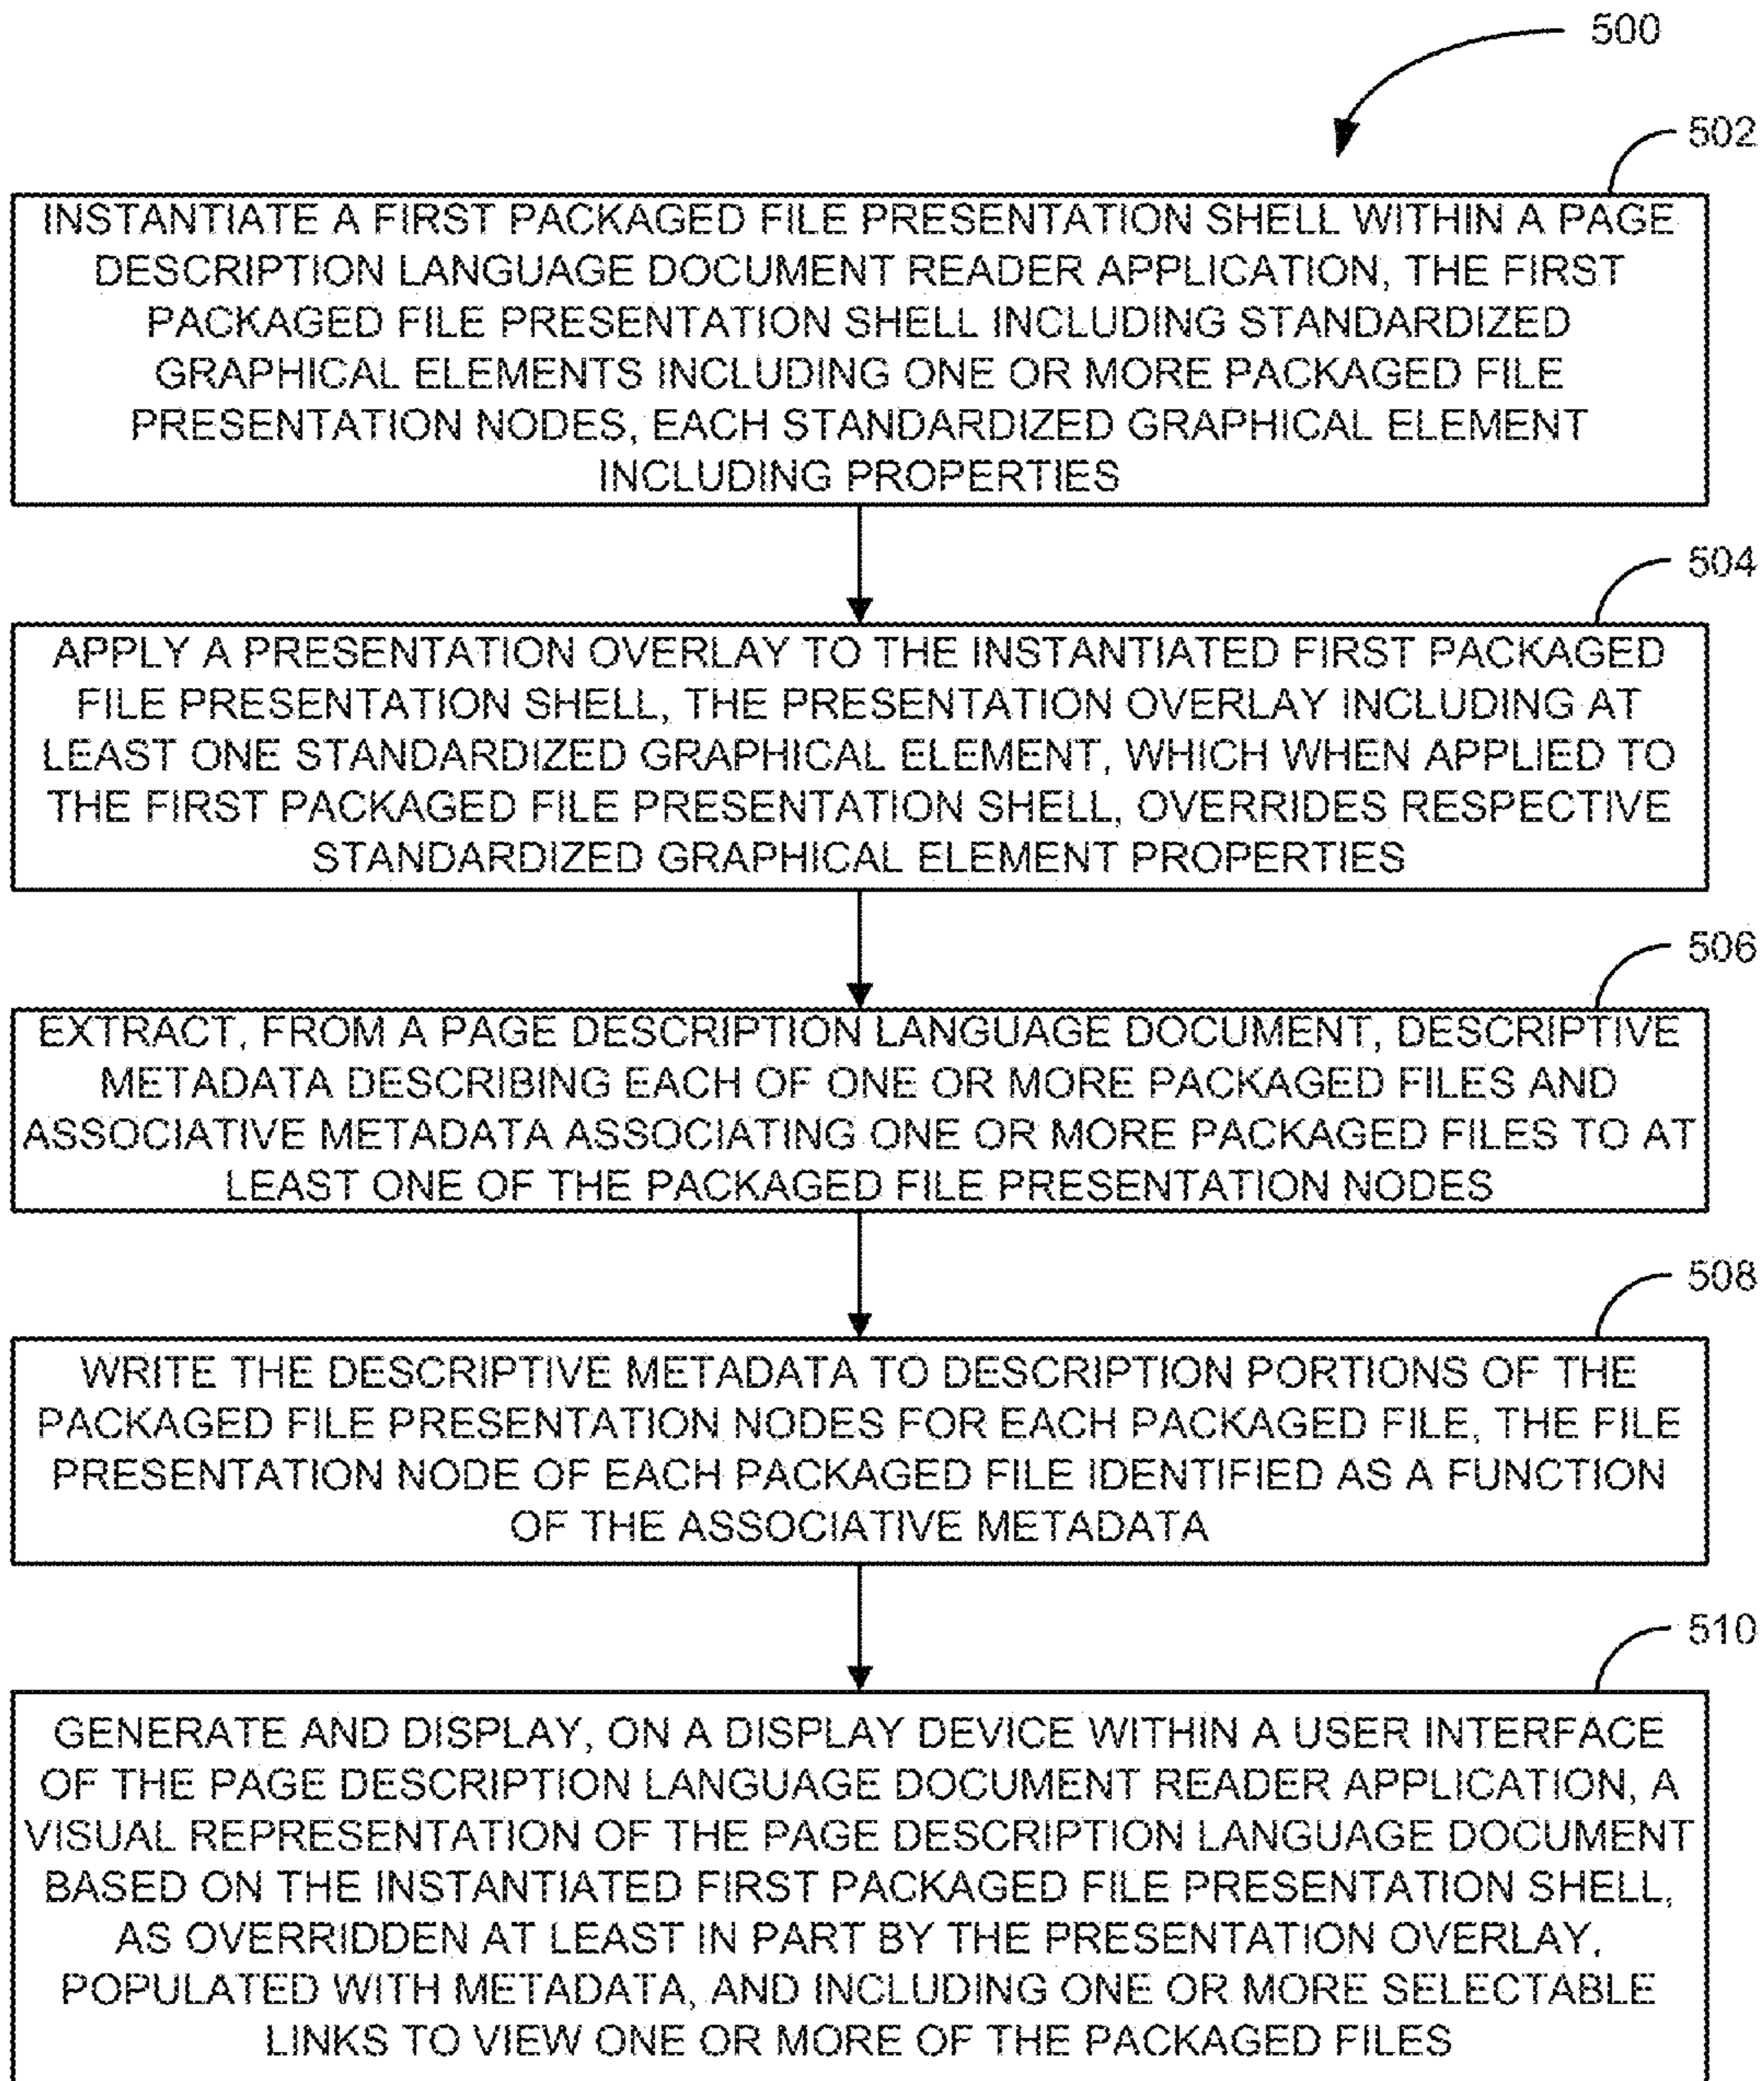 500
502
INSTANTIATE A FIRST PACKAGED FILE PRESENTATION SHELL WITHIN A PAGE
DESCRIPTION LANGUAGE DOCUMENT READER APPLICATION, THE FIRST
PACKAGED FILE PRESENTATION SHELL INCLUDING STANDARDIZED
GRAPHICAL ELEMENTS INCLUDING ONE OR MORE PACKAGED FILE
PRESENTATION NODES, EACH STANDARDIZED GRAPHICAL ELEMENT
INCLUDING PROPERTIES
504
APPLY A PRESENTATION OVERLAY TO THE INSTANTIATED FIRST PACKAGED
FILE PRESENTATION SHELL, THE PRESENTATION OVERLAY INCLUDING AT
LEAST ONE STANDARDIZED GRAPHICAL ELEMENT, WHICH WHEN APPLIED TO
THE FIRST PACKAGED FILE PRESENTATION SHELL, OVERRIDES RESPECTIVE
STANDARDIZED GRAPHICAL ELEMENT PROPERTIES
506
EXTRACT, FROM A PAGE DESCRIPTION LANGUAGE DOCUMENT, DESCRIPTIVE
METADATA DESCRIBING EACH OF ONE OR MORE PACKAGED FILES AND
ASSOCIATIVE METADATA ASSOCIATING ONE OR MORE PACKAGED FILES TO AT
LEAST ONE OF THE PACKAGED FILE PRESENTATION NODES
508
WRITE THE DESCRIPTIVE METADATA TO DESCRIPTION PORTIONS OF THE
PACKAGED FILE PRESENTATION NODES FOR EACH PACKAGED FILE, THE FILE
PRESENTATION NODE OF EACH PACKAGED FILE IDENTIFIED AS A FUNCTION
OF THE ASSOCIATIVE METADATA
510
GENERATE AND DISPLAY, ON A DISPLAY DEVICE WITHIN A USER INTERFACE
OF THE PAGE DESCRIPTION LANGUAGE DOCUMENT READER APPLICATION, A
VISUAL REPRESENTATION OF THE PAGE DESCRIPTION LANGUAGE DOCUMENT
BASED ON THE INSTANTIATED FIRST PACKAGED FILE PRESENTATION SHELL,
AS OVERRIDDEN AT LEAST IN PART BY THE PRESENTATION OVERLAY,
POPULATED WITH METADATA, AND INCLUDING ONE OR MORE SELECTABLE
LINKS TO VIEW ONE OR MORE OF THE PACKAGED FILES